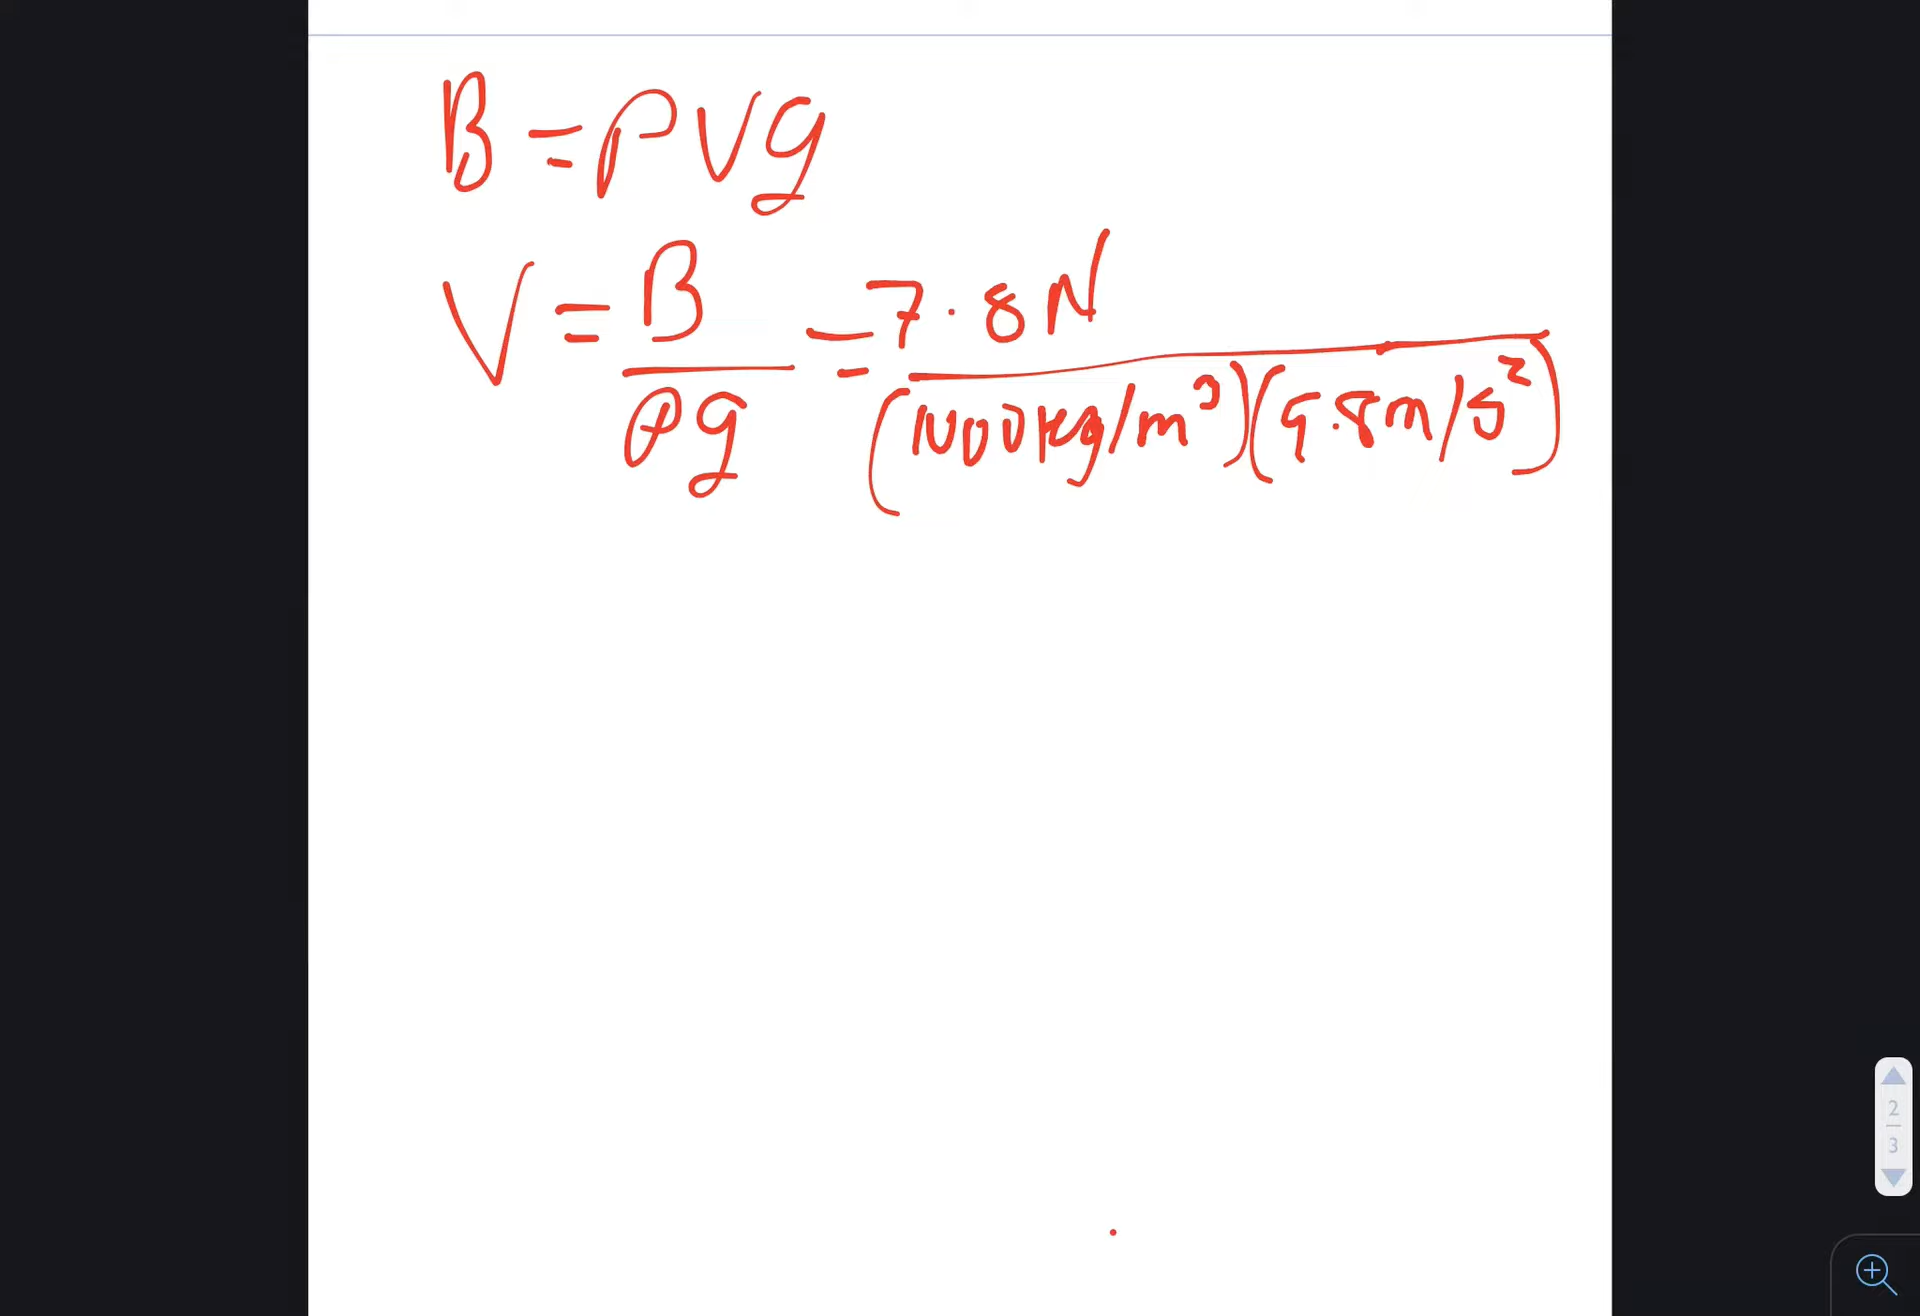 B = ρVg
V = B/ρg = 7.8N/(1000kg/m³)(9.8m/s²)
2
3